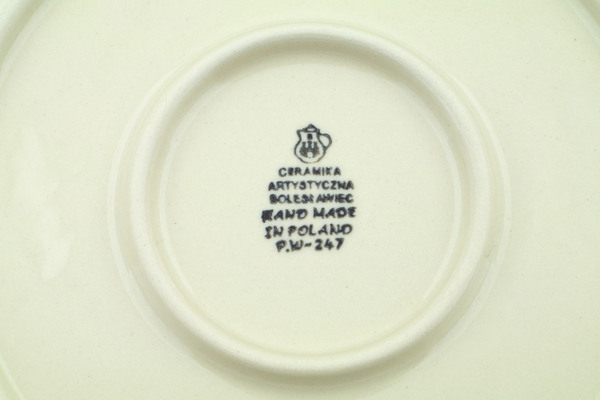 CERAMIKA
ARTYSTYCZNA
BOLESŁAWIEC
HAND MADE
IN POLAND
P.W-247